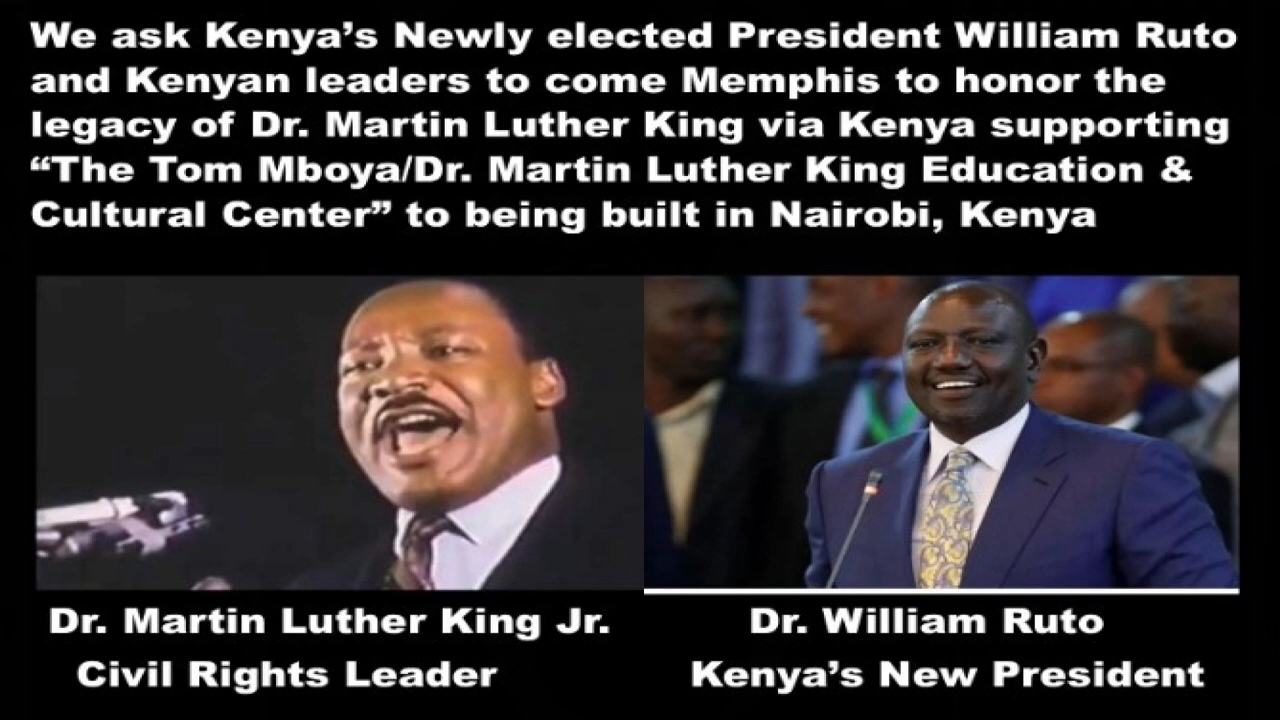 We ask Kenya’s Newly elected President William Ruto
and Kenyan leaders to come Memphis to honor the
legacy of Dr. Martin Luther King via Kenya supporting
“The Tom Mboya/Dr. Martin Luther King Education &
Cultural Center” to being built in Nairobi, Kenya
Dr. Martin Luther King Jr.
Civil Rights Leader
Dr. William Ruto
Kenya’s New President